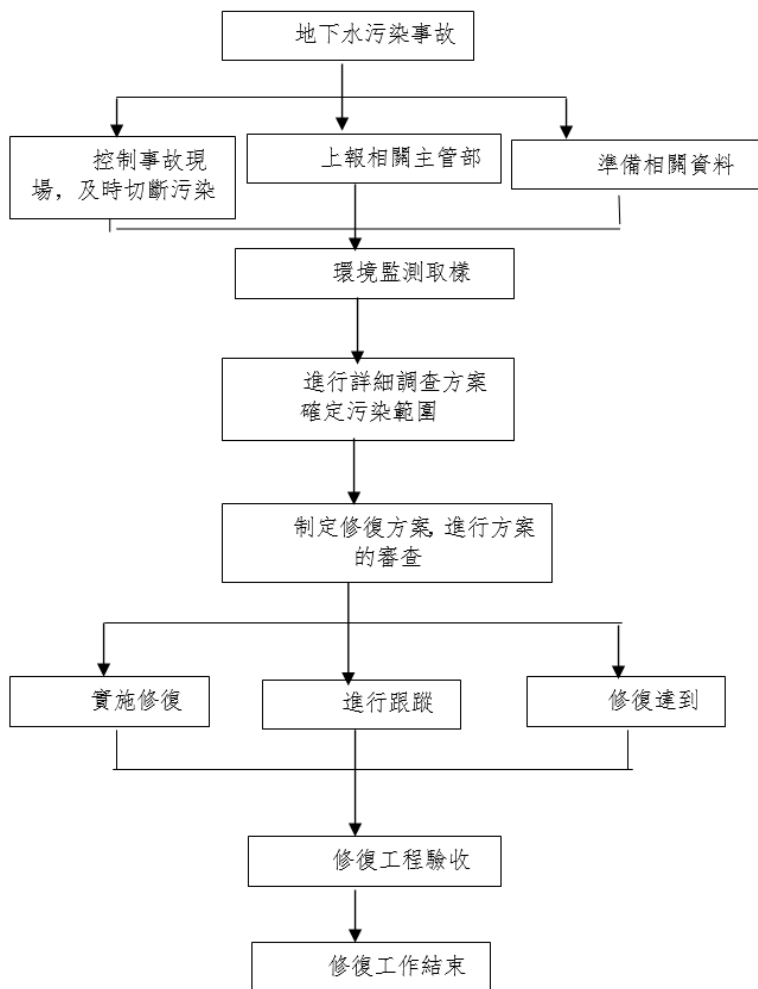 地下水污染事故
控制事故現
場，及時切斷污染
上報相關主管部
準備相關資料
環境監測取樣
進行詳細調查方案
確定污染範圍
制定修復方案，進行方案
的審查
實施修復
進行跟蹤
修復達到
修復工程驗收
修復工作結束